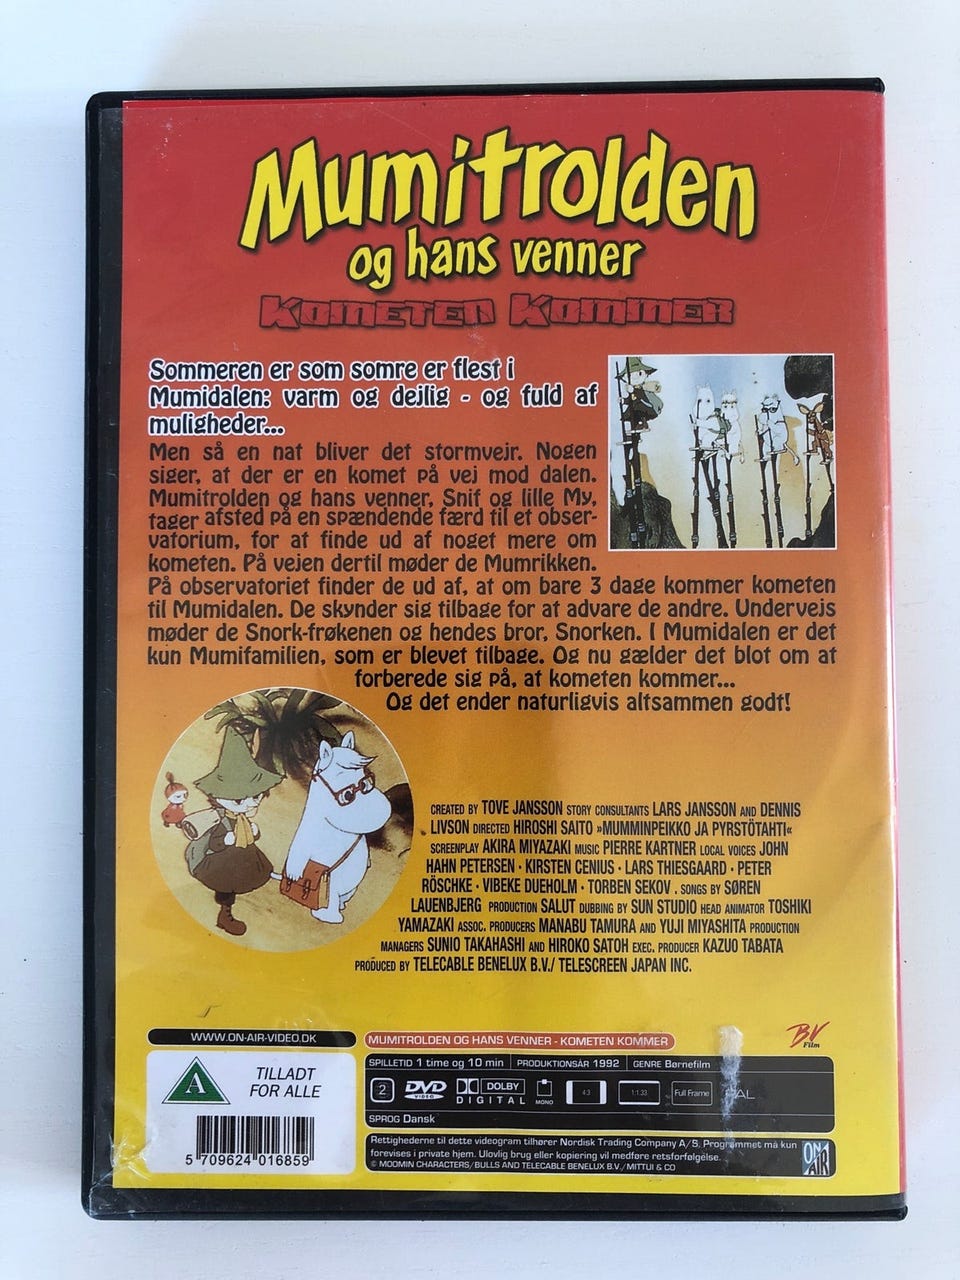 Mumitrolden
og hans venner
KOMETEN KOMMER
Sommeren er som somre er flest i
Mumidalen: varm og dejlig - og fuld af
muligheder...
Men så en nat bliver det stormvejr. Nogen
siger, at der er en komet på vej mod dalen.
Mumitrolden og hans venner, Snif og lille My,
tager afsted på en spændende færd til et obser-
vatorium, for at finde ud af noget mere om
kometen. På vejen dertil møder de Mumrikken.
På observatoriet finder de ud af, at om bare 3 dage kommer kometen
til Mumidalen. De skynder sig tilbage for at advare de andre. Undervejs
møder de Snork-frøkenen og hendes bror, Snorken. I Mumidalen er det
kun Mumifamilien, som er blevet tilbage. Og nu gælder det blot om at
forberede sig på, at kometen kommer...
Og det ender naturligvis altsammen godt!
CREATED BY TOVE JANSSON STORY CONSULTANTS LARS JANSSON AND DENNIS
LIVSON DIRECTED HIROSHI SAITO »MUMMINPEIKKO JA PYRSTÖTAHTI«
SCREENPLAY AKIRA MIYAZAKI MUSIC PIERRE KARTNER LOCAL VOICES JOHN
HAHN PETERSEN · KIRSTEN CENIUS · LARS THIESGAARD · PETER
RÖSCHKE · VIBEKE DUEHOLM · TORBEN SEKOV . SONGS BY SØREN
LAUENBJERG PRODUCTION SALUT DUBBING BY SUN STUDIO HEAD ANIMATOR TOSHIKI
YAMAZAKI ASSOC. PRODUCERS MANABU TAMURA AND YUJI MIYASHITA PRODUCTION
MANAGERS SUNIO TAKAHASHI AND HIROKO SATOH EXEC. PRODUCER KAZUO TABATA
PRODUCED BY TELECABLE BENELUX B.V./ TELESCREEN JAPAN INC.
WWW.ON-AIR-VIDEO.DK
A
TILLADT
FOR ALLE
5 709624 016859
MUMITROLDEN OG HANS VENNER - KOMETEN KOMMER
BV
Film
SPILLETID 1 time og 10 min PRODUKTIONSÅR 1992 GENRE Børnefilm
2 DVD VIDEO DOLBY DIGITAL MONO 4:3 1:1.33 Full Frame PAL
SPROG Dansk
Rettighederne til dette videogram tilhører Nordisk Trading Company A/S. Programmet må kun
forevises i private hjem. Ulovlig brug eller kopiering vil medføre retsforfølgelse.
© MOOMIN CHARACTERS/BULLS AND TELECABLE BENELUX B.V./MITTUI & CO
ON AIR